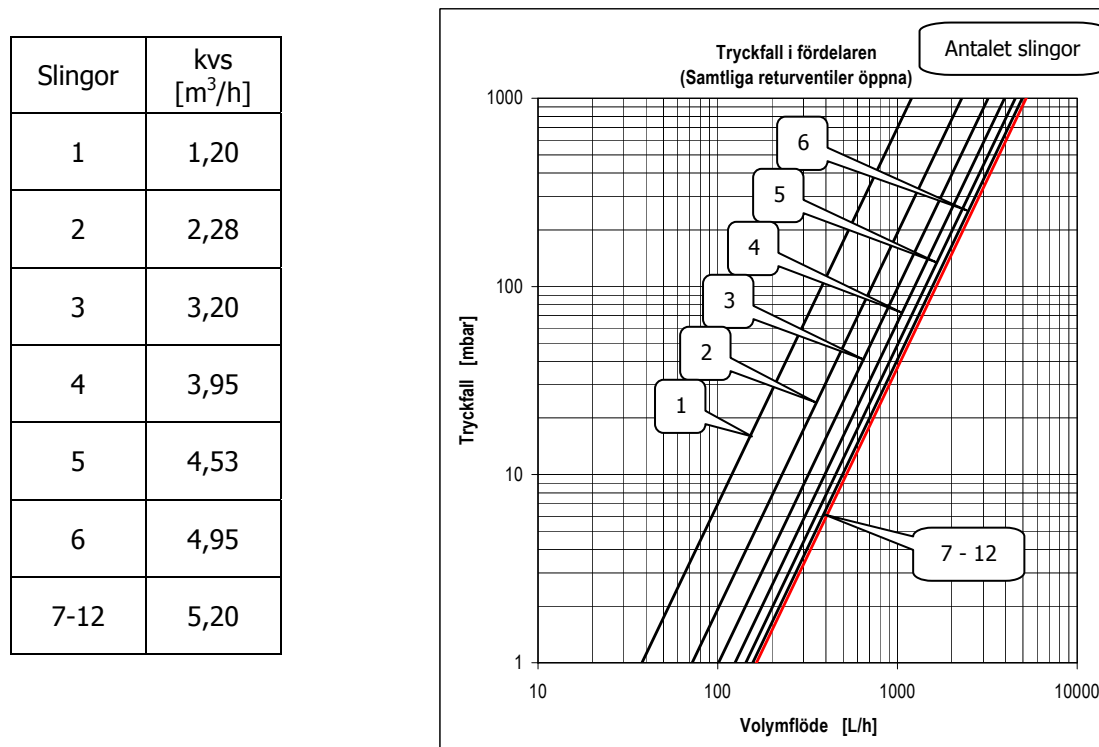 Slingor kvs
[m³/h]
1 1,20
2 2,28
3 3,20
4 3,95
5 4,53
6 4,95
7-12 5,20
Antalet slingor
Tryckfall i fördelaren
(Samtliga returventiler öppna)
Tryckfall [mbar]
1000
100
10
1
6
5
4
3
2
1
7 - 12
10 100 1000 10000
Volymflöde [L/h]